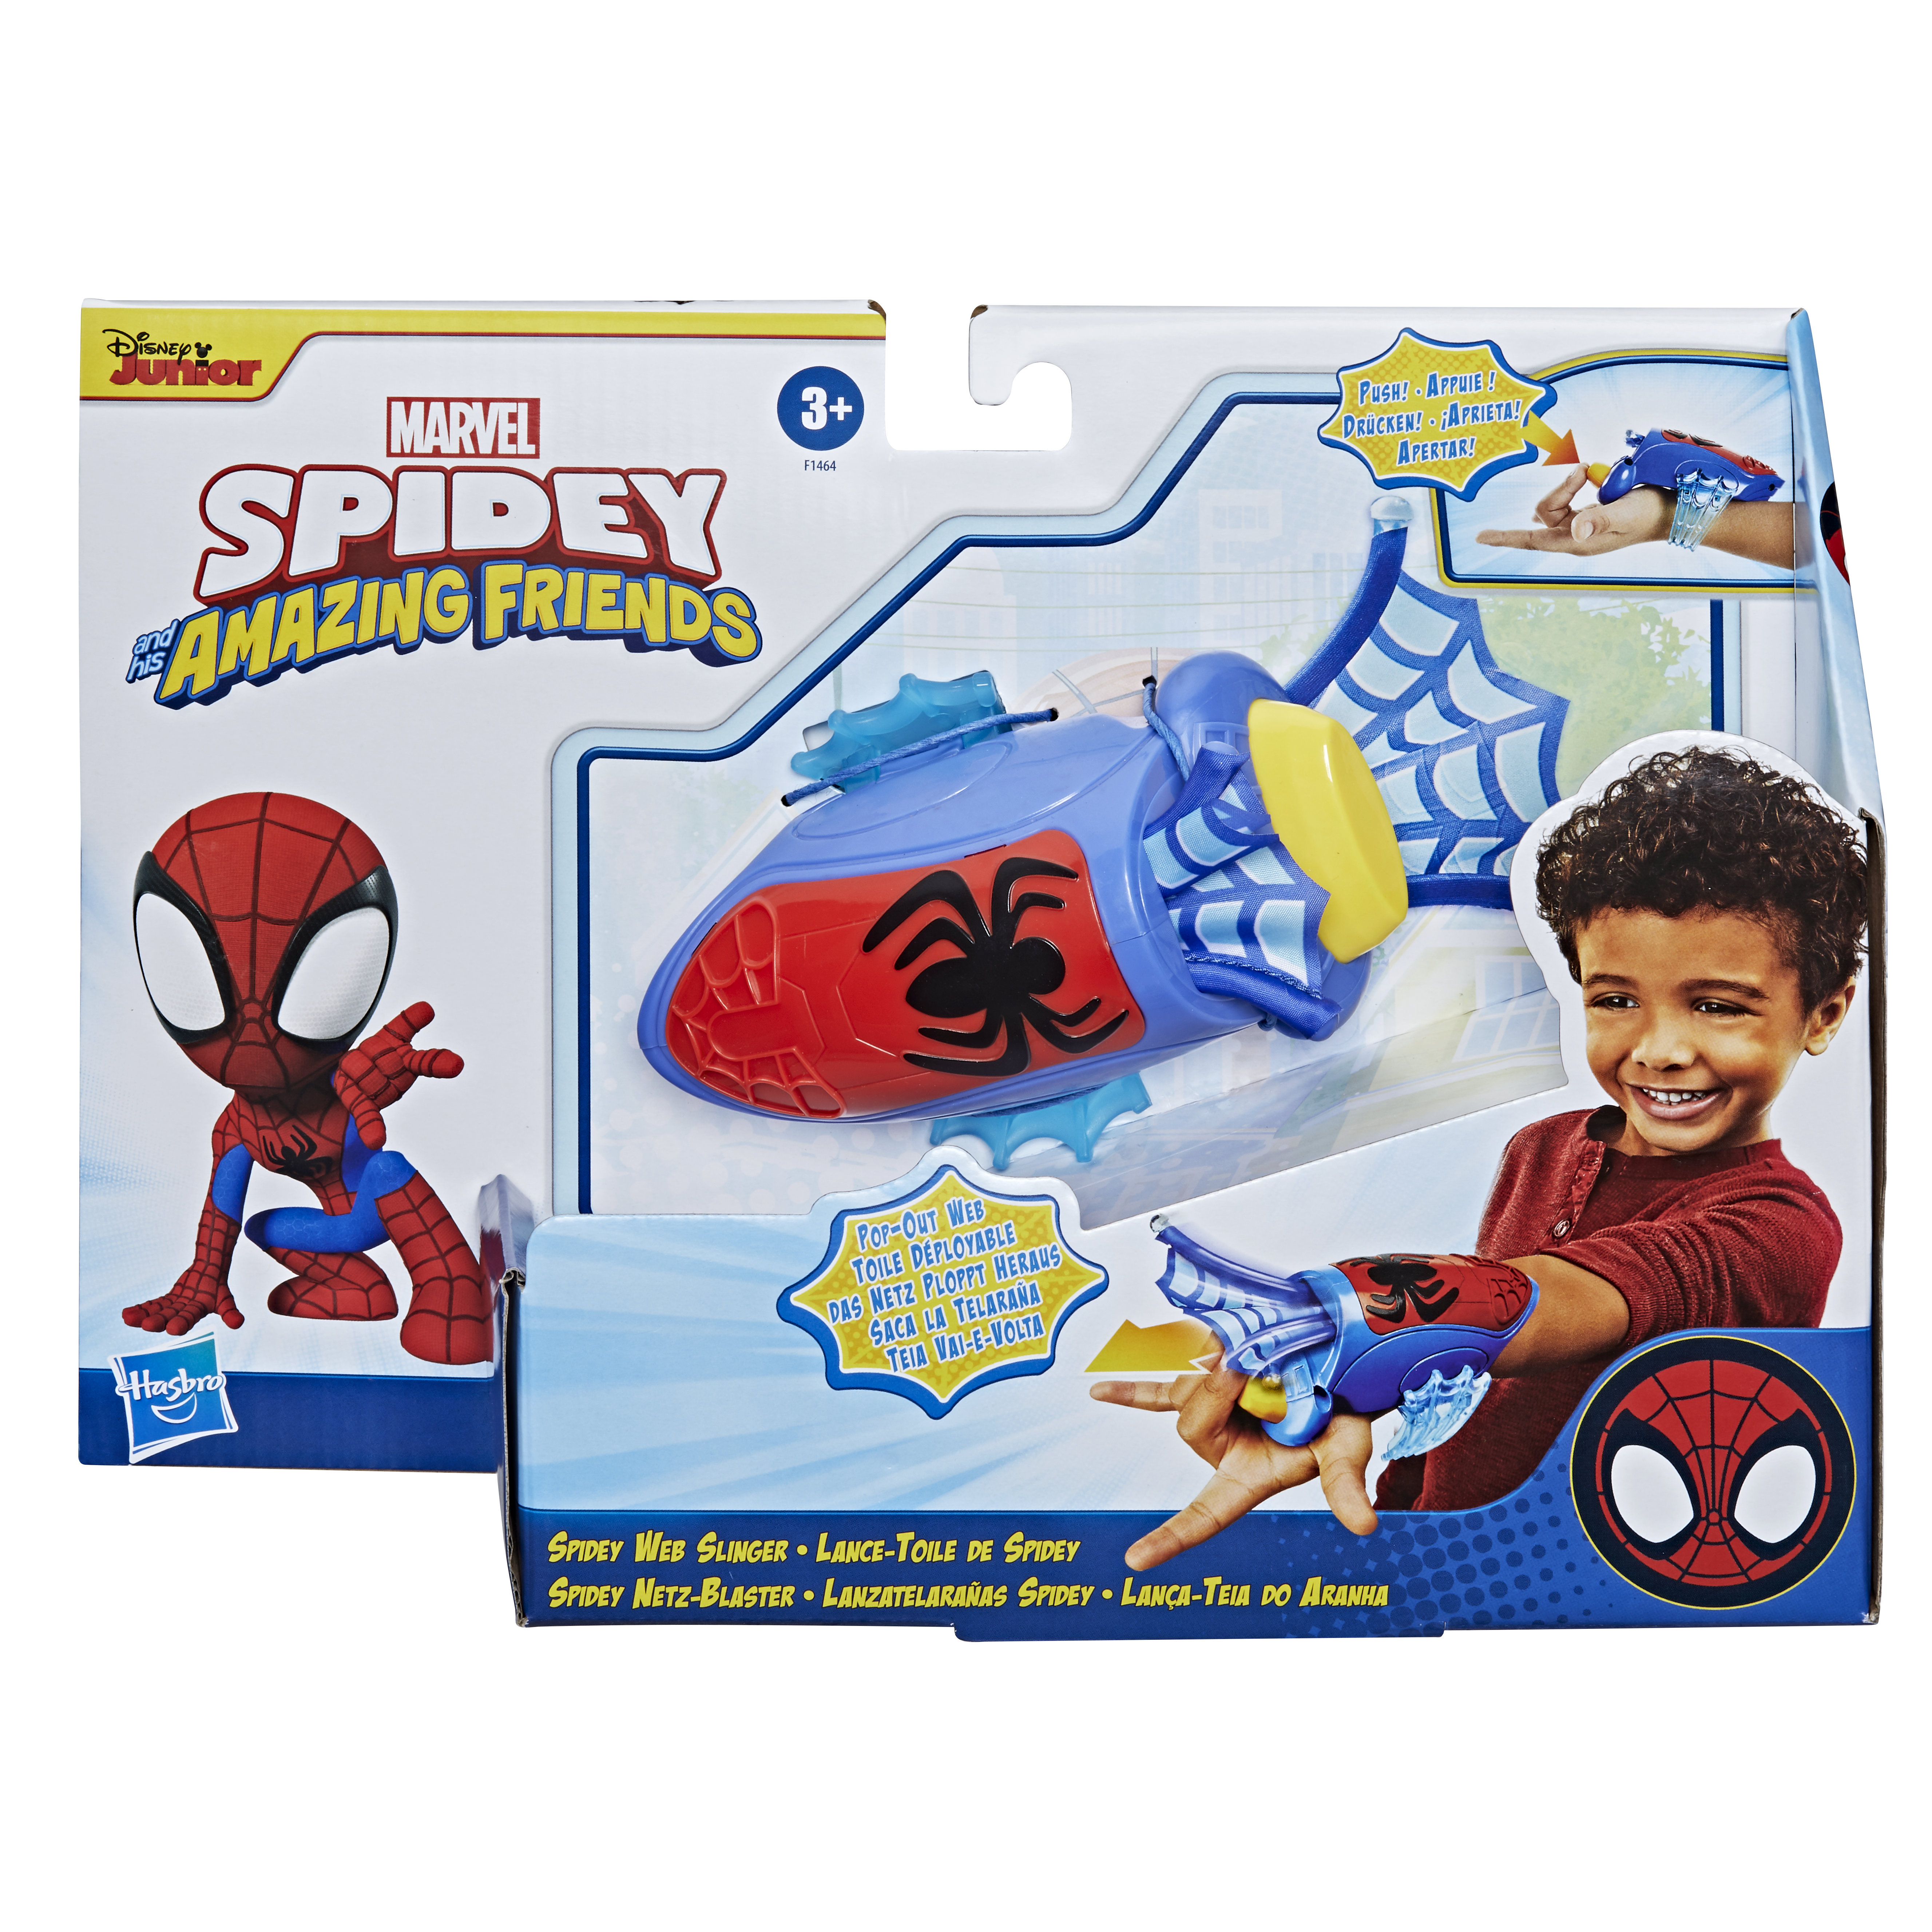 Disney
Junior
MARVEL
SPIDEY
and his AMAZING FRIENDS
3+
F1464
PUSH! · APPUIE !
DRÜCKEN! · ¡APRIETA!
APERTAR!
POP-OUT WEB
TOILE DÉPLOYABLE
DAS NETZ PLOPPT HERAUS
SACA LA TELARAÑA
TEIA VAI-E-VOLTA
Hasbro
SPIDEY WEB SLINGER • LANCE-TOILE DE SPIDEY
SPIDEY NETZ-BLASTER • LANZATELARAÑAS SPIDEY • LANÇA-TEIA DO ARANHA